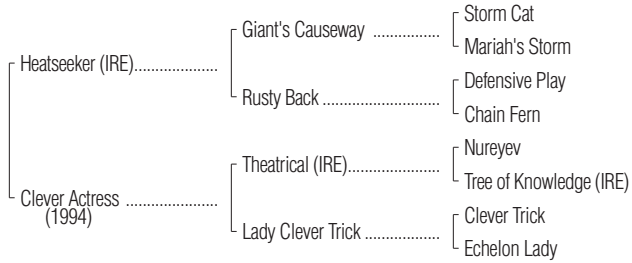 Storm Cat
Giant's Causeway ................
Mariah's Storm
Heatseeker (IRE)....................
Defensive Play
Rusty Back ............................
Chain Fern
Nureyev
Theatrical (IRE)......................
Tree of Knowledge (IRE)
Clever Actress ......................
(1994)
Clever Trick
Lady Clever Trick ..................
Echelon Lady